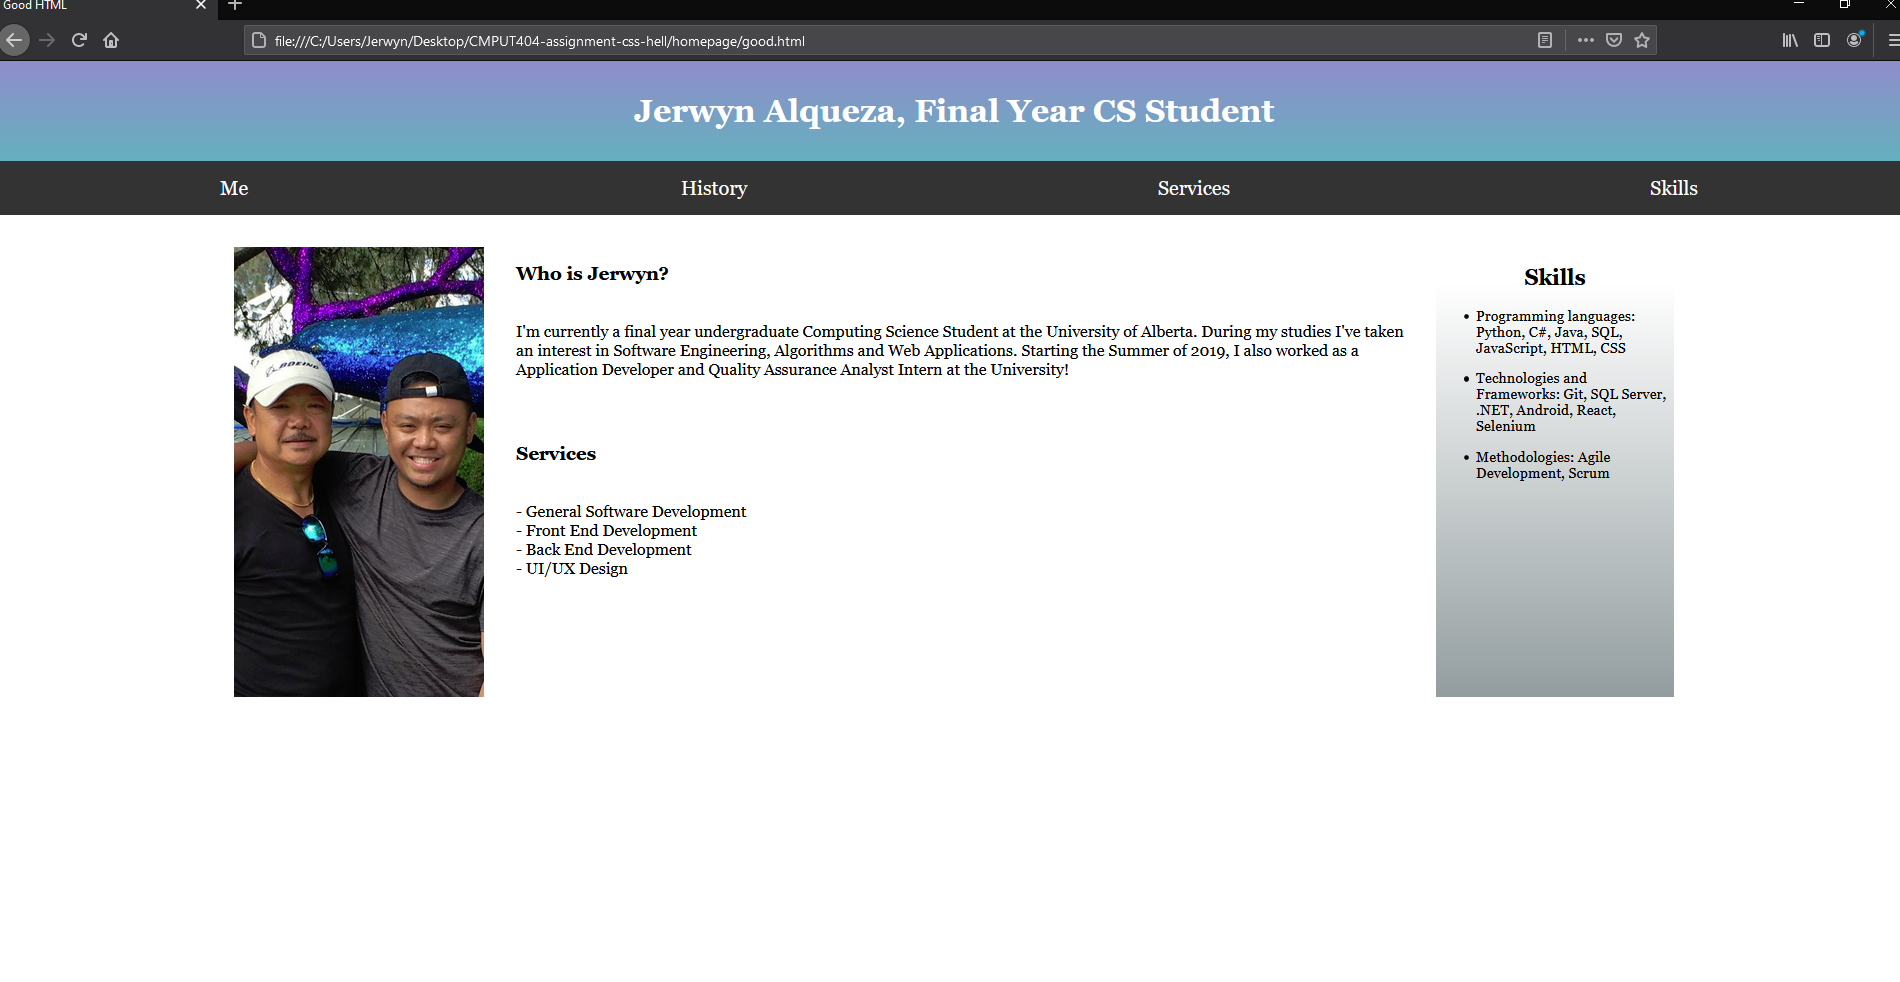 Good HTML
file:///C:/Users/Jerwyn/Desktop/CMPUT404-assignment-css-hell/homepage/good.html
Jerwyn Alqueza, Final Year CS Student
Me
History
Services
Skills
BOEING
Who is Jerwyn?
I'm currently a final year undergraduate Computing Science Student at the University of Alberta. During my studies I've taken
an interest in Software Engineering, Algorithms and Web Applications. Starting the Summer of 2019, I also worked as a
Application Developer and Quality Assurance Analyst Intern at the University!
Services
- General Software Development
- Front End Development
- Back End Development
- UI/UX Design
Skills
• Programming languages:
Python, C#, Java, SQL,
JavaScript, HTML, CSS
• Technologies and
Frameworks: Git, SQL Server,
.NET, Android, React,
Selenium
• Methodologies: Agile
Development, Scrum